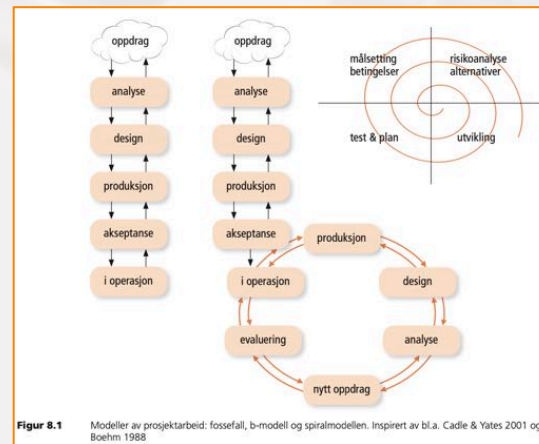 oppdrag
analyse
design
produksjon
akseptanse
i operasjon
oppdrag
analyse
design
produksjon
akseptanse
i operasjon
evaluering
nytt oppdrag
analyse
design
produksjon
målsetting
betingelser
risikoanalyse
alternativer
test & plan
utvikling
Figur 8.1 Modeller av prosjektarbeid: fossefall, b-modell og spiralmodellen. Inspirert av bl.a. Cadle & Yates 2001 og
Boehm 1988